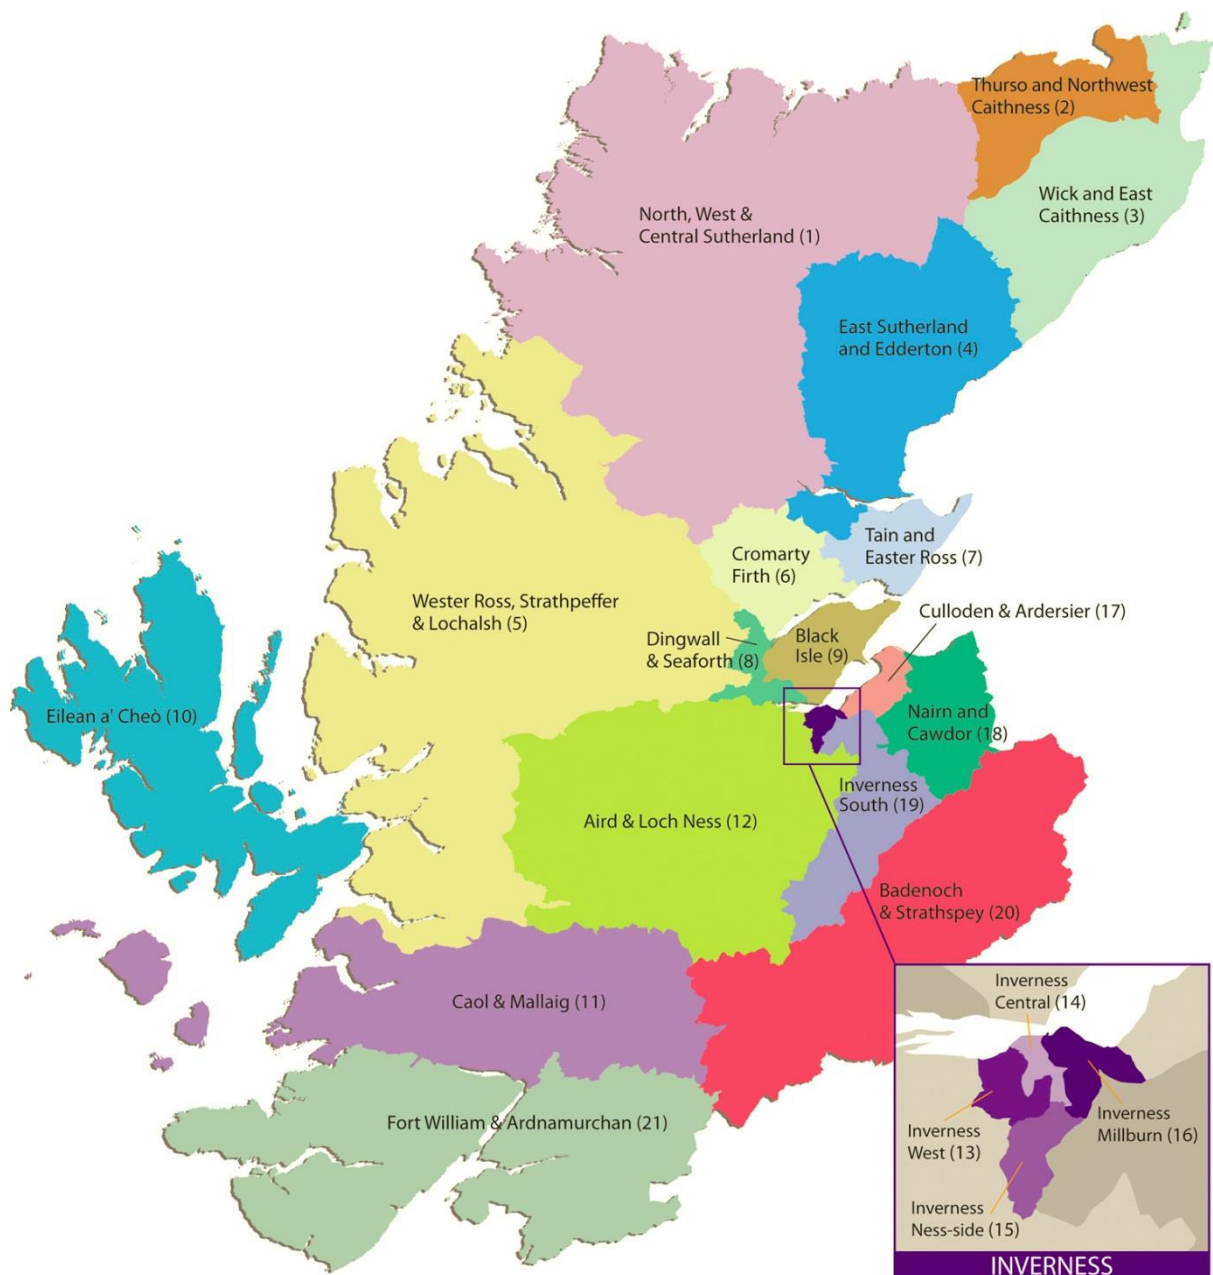 Thurso and Northwest
Caithness (2)
Wick and East
Caithness (3)
North, West &
Central Sutherland (1)
East Sutherland
and Edderton (4)
Tain and
Easter Ross (7)
Cromarty
Firth (6)
Wester Ross, Strathpeffer
& Lochalsh (5)
Culloden & Ardersier (17)
Dingwall
& Seaforth (8)
Black
Isle (9)
Eilean a' Cheò (10)
Nairn and
Cawdor (18)
Inverness
South (19)
Aird & Loch Ness (12)
Badenoch
& Strathspey (20)
Caol & Mallaig (11)
Fort William & Ardnamurchan (21)
Inverness
Central (14)
Inverness
Millburn (16)
Inverness
West (13)
Inverness
Ness-side (15)
INVERNESS